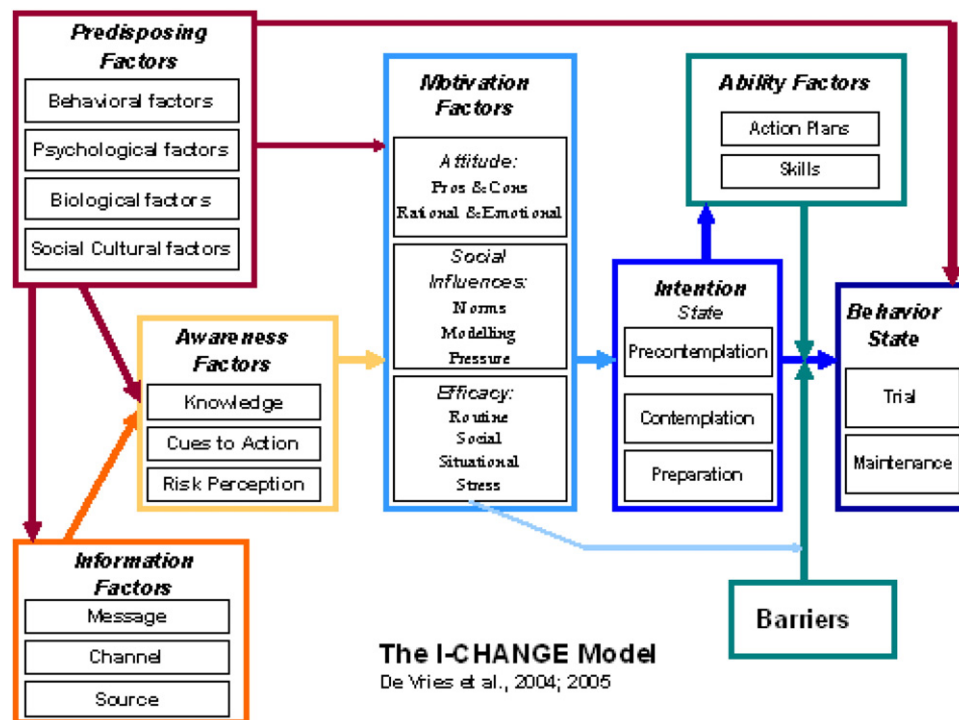 Predisposing
Factors
Behavioral factors
Psychological factors
Biological factors
Social Cultural factors
Awareness
Factors
Knowledge
Cues to Action
Risk Perception
Information
Factors
Message
Channel
Source
Motivation
Factors
Attitude:
Pros & Cons
Rational & Emotional
Social
Influences:
Norms
Modelling
Pressure
Efficacy:
Routine
Social
Situational
Stress
Intention
State
Precontemplation
Contemplation
Preparation
Ability Factors
Action Plans
Skills
Behavior
State
Trial
Maintenance
Barriers
The I-CHANGE Model
De Vries et al., 2004; 2005